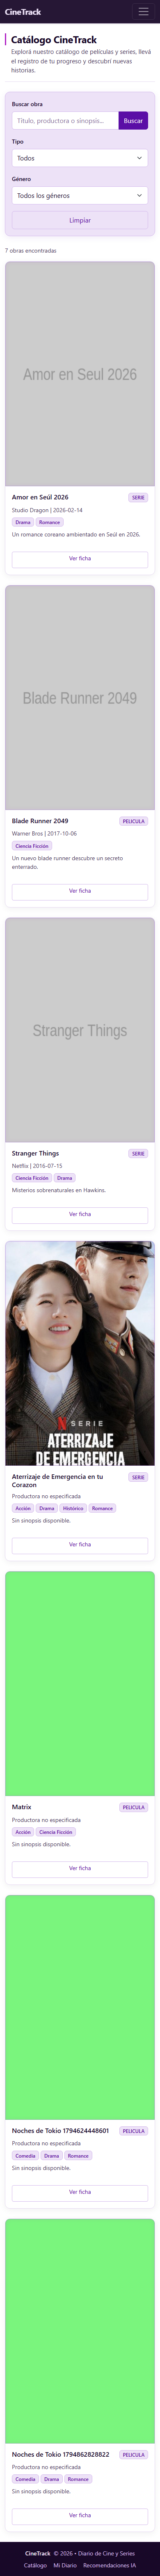 CineTrack
Catálogo CineTrack
Explorá nuestro catálogo de películas y series, llevá
el registro de tu progreso y descubrí nuevas
historias.
Buscar obra
Título, productora o sinopsis...
Buscar
Tipo
Todos
Género
Todos los géneros
Limpiar
7 obras encontradas
Amor en Seul 2026
Amor en Seúl 2026
SERIE
Studio Dragon | 2026-02-14
Drama Romance
Un romance coreano ambientado en Seúl en 2026.
Ver ficha
Blade Runner 2049
Blade Runner 2049
PELICULA
Warner Bros | 2017-10-06
Ciencia Ficción
Un nuevo blade runner descubre un secreto
enterrado.
Ver ficha
Stranger Things
Stranger Things
SERIE
Netflix | 2016-07-15
Ciencia Ficción Drama
Misterios sobrenaturales en Hawkins.
Ver ficha
N SERIE
ATERRIZAJE
DE EMERGENCIA EN
Aterrizaje de Emergencia en tu
Corazon
SERIE
Productora no especificada
Acción Drama Histórico Romance
Sin sinopsis disponible.
Ver ficha
Matrix
PELICULA
Productora no especificada
Acción Ciencia Ficción
Sin sinopsis disponible.
Ver ficha
Noches de Tokio 1794624448601
PELICULA
Productora no especificada
Comedia Drama Romance
Sin sinopsis disponible.
Ver ficha
Noches de Tokio 1794862828822
PELICULA
Productora no especificada
Comedia Drama Romance
Sin sinopsis disponible.
Ver ficha
CineTrack © 2026 • Diario de Cine y Series
Catálogo Mi Diario Recomendaciones IA